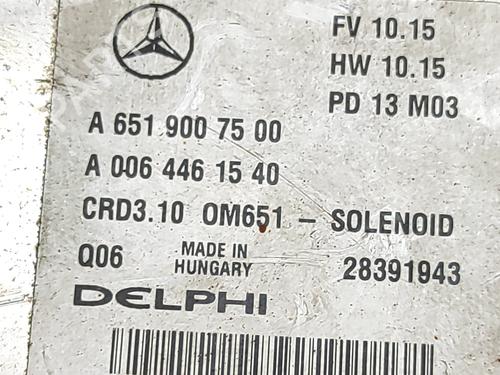 FV 10.15
HW 10.15
PD 13 M03
A 651 900 75 00
A 006 446 15 40
CRD3.10 OM651 - SOLENOID
Q06 MADE IN HUNGARY 28391943
DELPHI